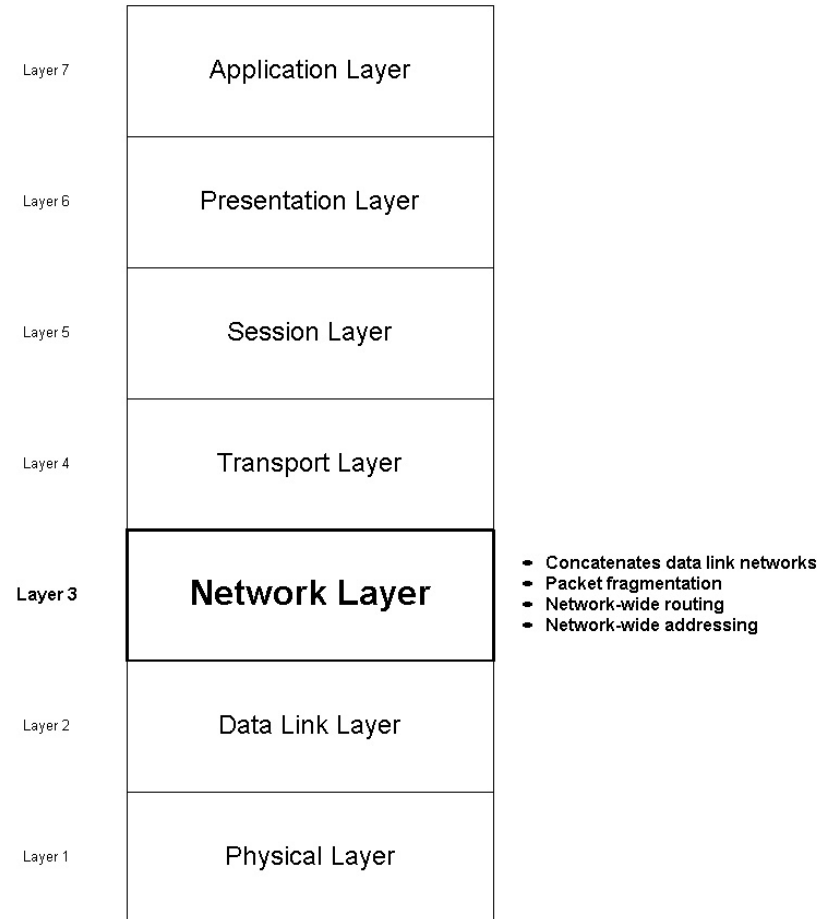 Layer 7
Application Layer
Layer 6
Presentation Layer
Layer 5
Session Layer
Layer 4
Transport Layer
Layer 3
Network Layer
• Concatenates data link networks
• Packet fragmentation
• Network-wide routing
• Network-wide addressing
Layer 2
Data Link Layer
Layer 1
Physical Layer